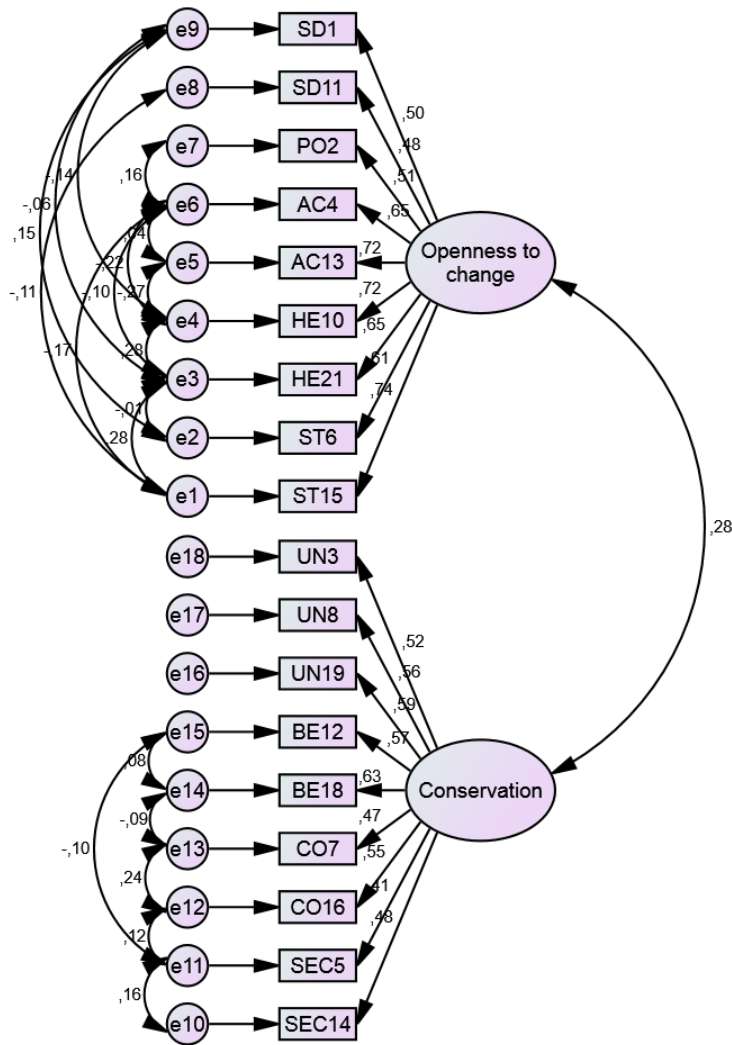 e9 SD1
e8 SD11
,50
e7 PO2
,48
-,14
,16
,51
-,06
e6 AC4
,65
,15
,04
Openness to
change
e5 AC13
,72
-,22
-,11
-,10
-,27
,72
e4 HE10
,65
-,17
,28
,61
e3 HE21
,74
-,01
e2 ST6
,28
e1 ST15
,28
e18 UN3
e17 UN8
,52
,56
e16 UN19
,59
e15 BE12
,57
,08
,63
e14 BE18
Conservation
-,09
,47
-,10
e13 CO7
,55
,24
,41
e12 CO16
,48
,12
e11 SEC5
,16
e10 SEC14